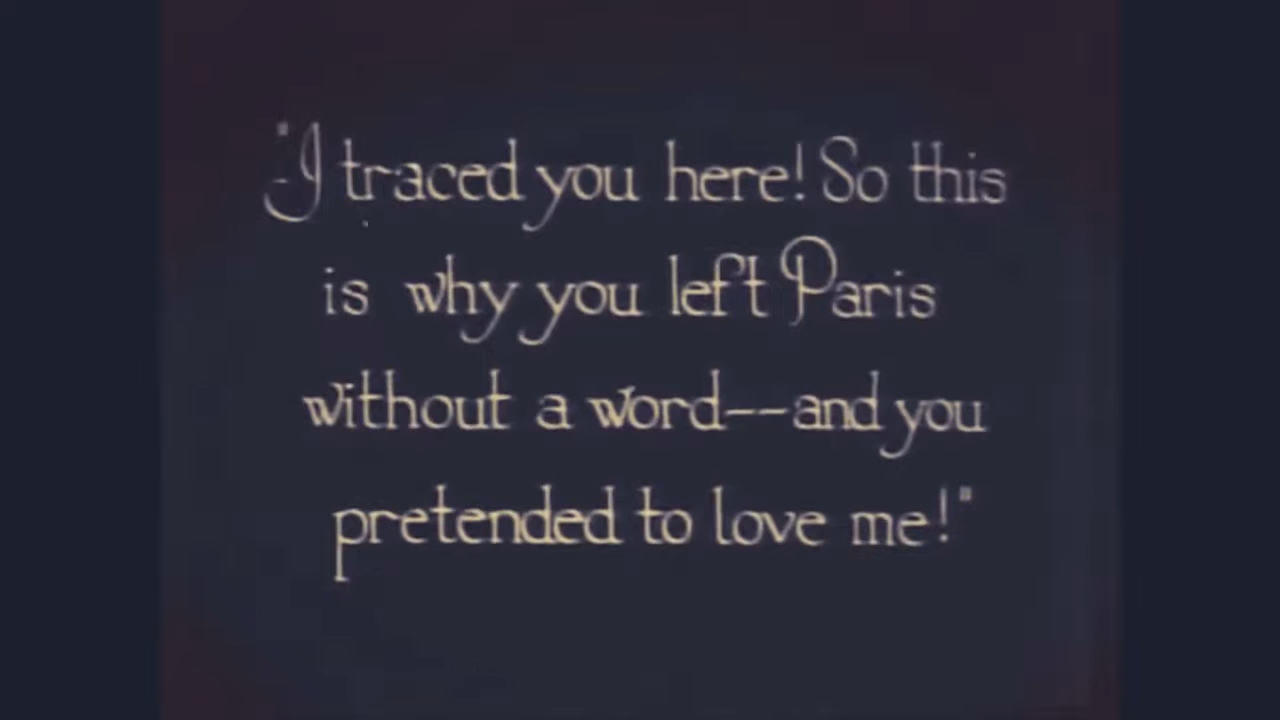 "I traced you here! So this
is why you left Paris
without a word--and you
pretended to love me!"